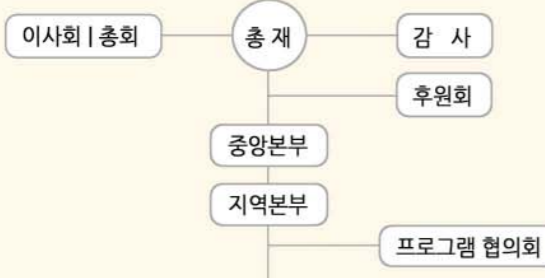 이사회 | 총회
총 재
감 사
후원회
중앙본부
지역본부
프로그램 협의회